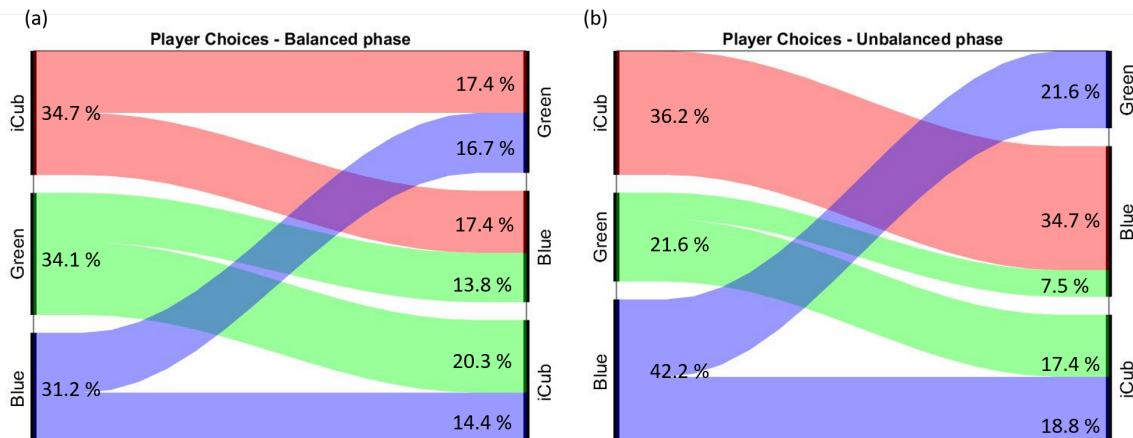 (a)
Player Choices - Balanced phase
iCub
Green
Blue
34.7 %
34.1 %
31.2 %
17.4 %
16.7 %
17.4 %
13.8 %
20.3 %
14.4 %
Green
Blue
iCub
(b)
Player Choices - Unbalanced phase
iCub
Green
Blue
36.2 %
21.6 %
42.2 %
21.6 %
34.7 %
7.5 %
17.4 %
18.8 %
Green
Blue
iCub